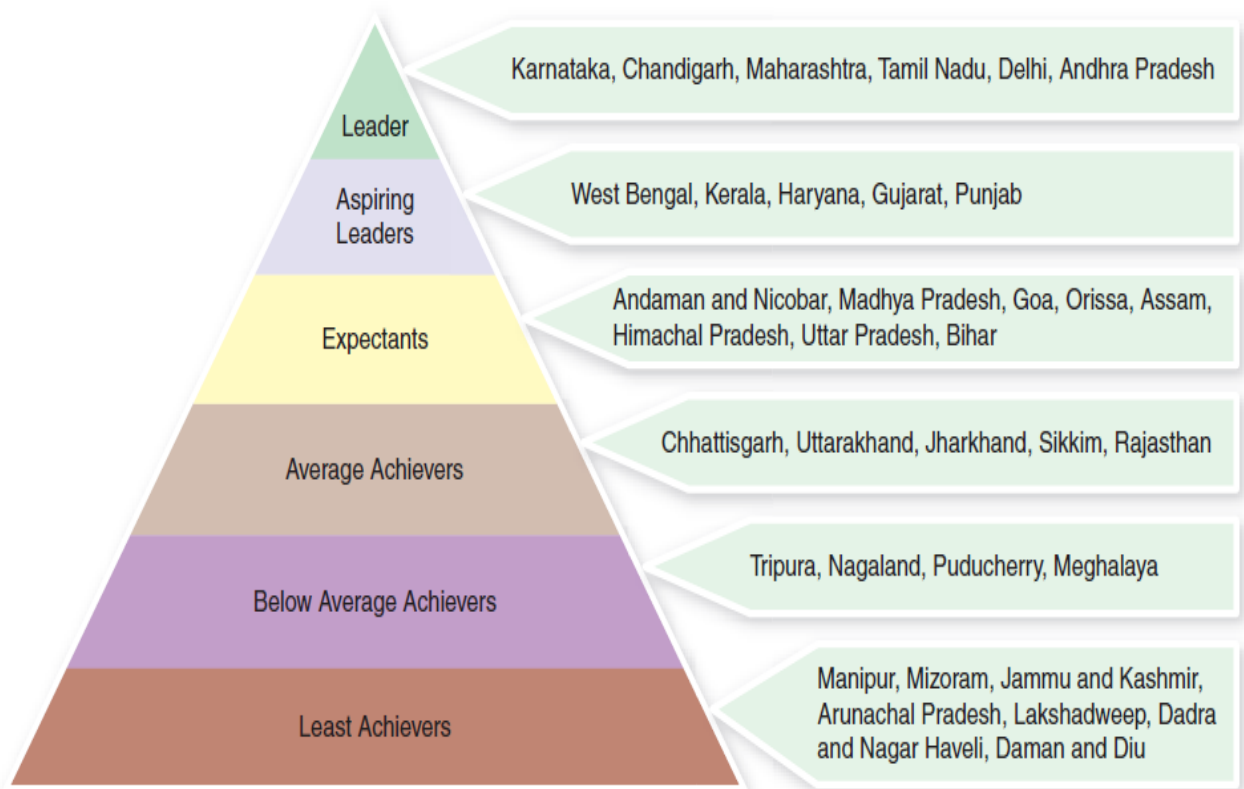 Leader
Karnataka, Chandigarh, Maharashtra, Tamil Nadu, Delhi, Andhra Pradesh
Aspiring
Leaders
West Bengal, Kerala, Haryana, Gujarat, Punjab
Expectants
Andaman and Nicobar, Madhya Pradesh, Goa, Orissa, Assam,
Himachal Pradesh, Uttar Pradesh, Bihar
Average Achievers
Chhattisgarh, Uttarakhand, Jharkhand, Sikkim, Rajasthan
Below Average Achievers
Tripura, Nagaland, Puducherry, Meghalaya
Least Achievers
Manipur, Mizoram, Jammu and Kashmir,
Arunachal Pradesh, Lakshadweep, Dadra
and Nagar Haveli, Daman and Diu